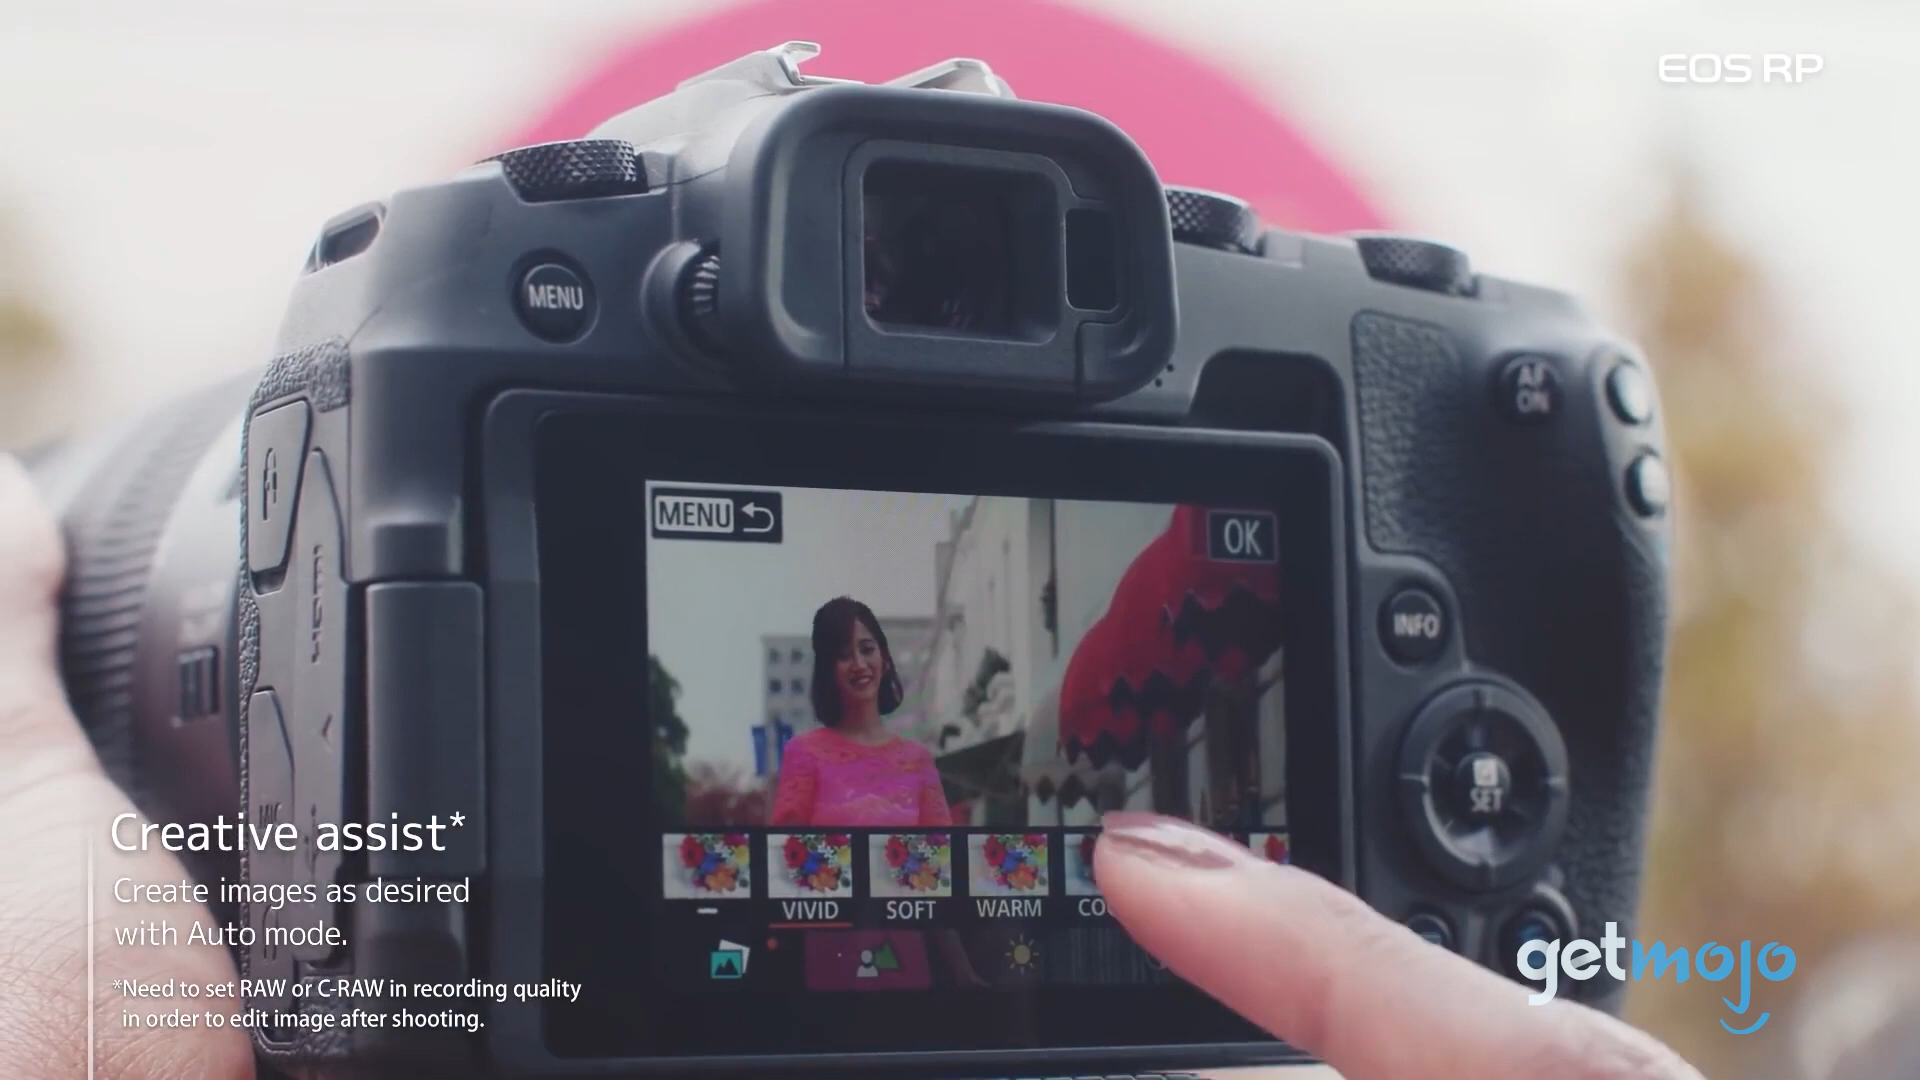 EOS RP
MENU
AF
ON
MENU
OK
HDMI
INFO
SET
VIVID
SOFT
WARM
Creative assist*
Create images as desired
with Auto mode.
*Need to set RAW or C-RAW in recording quality
in order to edit image after shooting.
getmojo